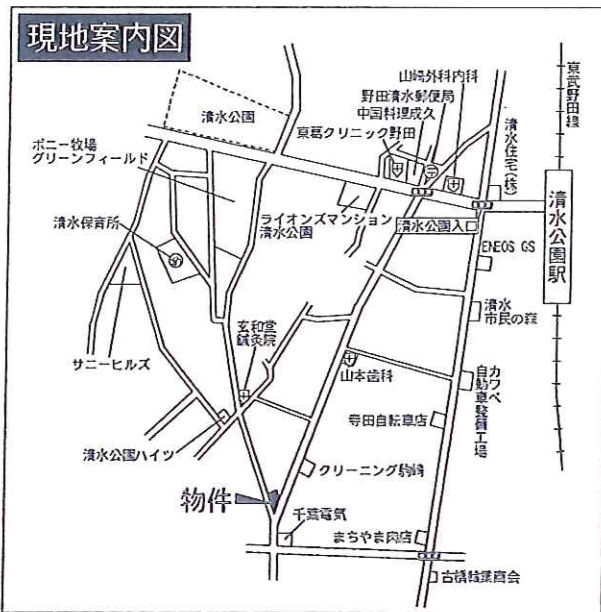 現地案内図
山崎外科内科
野田清水郵便局
中国料理成久
東葛クリニック野田
東武野田線
清水公園
清水住宅(株)
ポニー牧場
グリーンフィールド
清水公園駅
ライオンズマンション
清水公園
清水公園入口
清水保育所
ENEOS GS
清水
市民の森
玄和堂
鍼灸院
サニーヒルズ
山本歯科
カワベ
自動車整備工場
寺田自転車店
清水公園ハイツ
クリーニング駒崎
物件
千葉電気
まちやま肉店